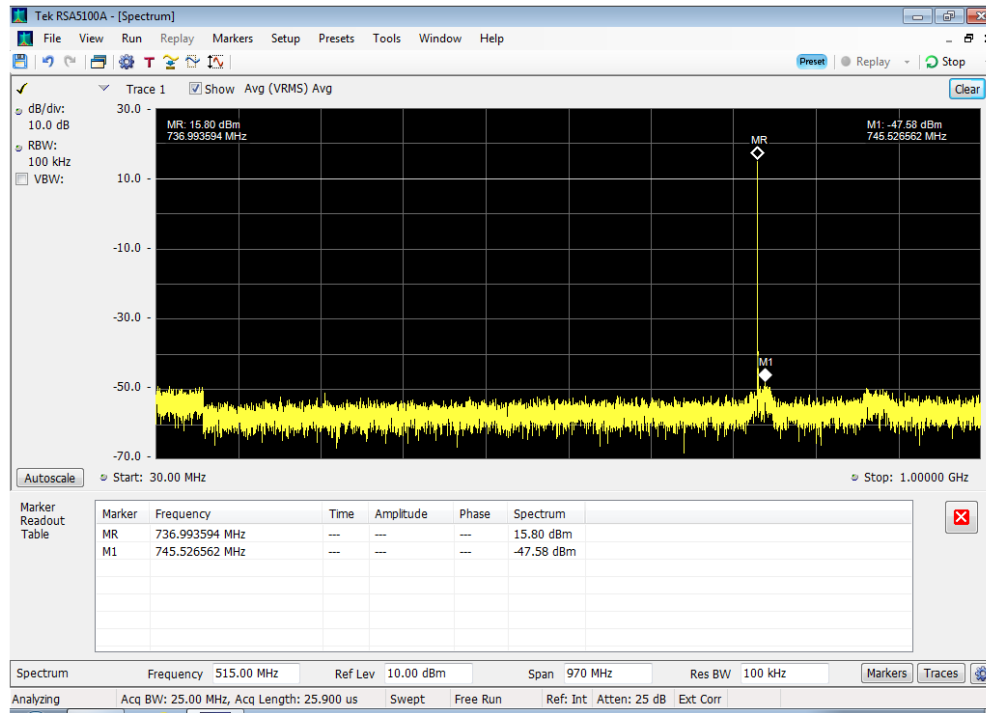 Tek RSA5100A - [Spectrum]
File View Run Replay Markers Setup Presets Tools Window Help
T Preset Replay Stop
Trace 1 Show Avg (VRMS) Avg Clear
dB/div:
10.0 dB
RBW:
100 kHz
VBW:
30.0
10.0
-10.0
-30.0
-50.0
-70.0
MR: 15.80 dBm
736.993594 MHz
M1: -47.58 dBm
745.526562 MHz
MR
M1
Autoscale Start: 30.00 MHz Stop: 1.00000 GHz
Marker
Readout
Table
Marker Frequency Time Amplitude Phase Spectrum
MR 736.993594 MHz --- --- --- 15.80 dBm
M1 745.526562 MHz --- --- --- -47.58 dBm
Spectrum Frequency 515.00 MHz Ref Lev 10.00 dBm Span 970 MHz Res BW 100 kHz Markers Traces
Analyzing Acq BW: 25.00 MHz, Acq Length: 25.900 us Swept Free Run Ref: Int Atten: 25 dB Ext Corr